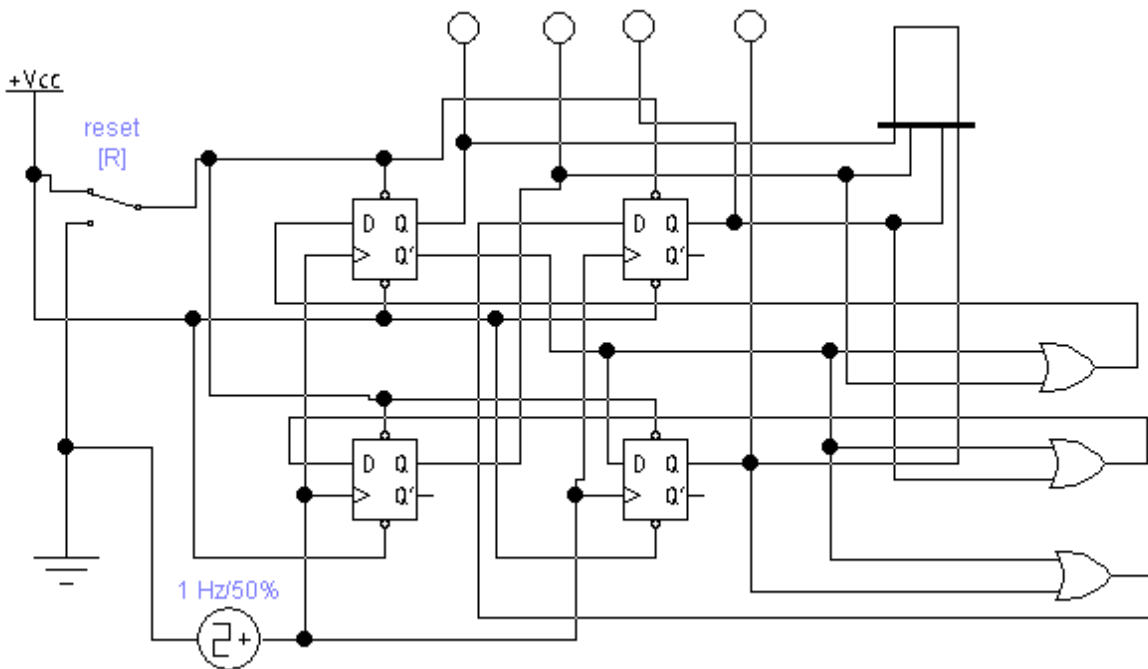 +Vcc
reset
[R]
D Q
Q'
D Q
Q'
D Q
Q'
D Q
Q'
1 Hz/50%
+